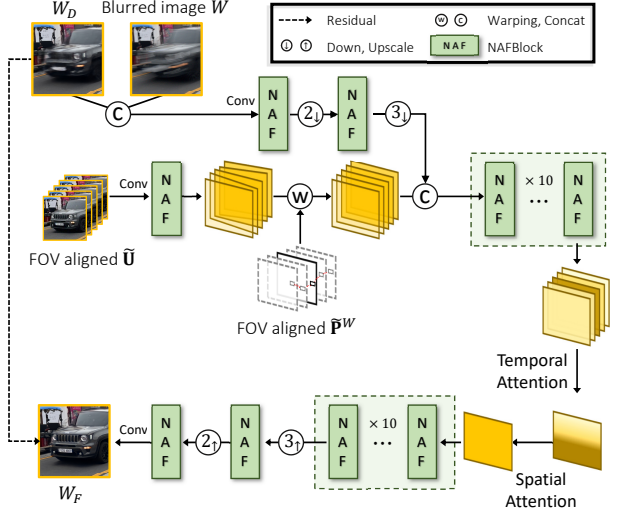 W_D Blurred image W
Residual
W C Warping, Concat
↓ ↑ Down, Upscale
NAF NAFBlock
C
Conv
NAF
2↓
NAF
3↓
Conv
NAF
W
C
NAF
× 10
...
NAF
FOV aligned Ũ
FOV aligned P̃^W
Temporal
Attention
Conv
NAF
2↑
NAF
3↑
NAF
× 10
...
NAF
W_F
Spatial
Attention